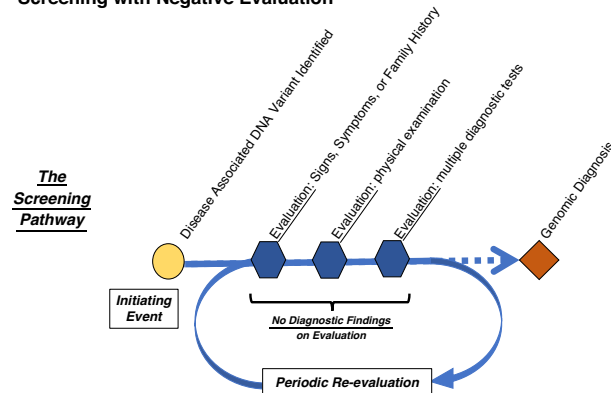 Screening with Negative Evaluation
Disease Associated DNA Variant Identified
Evaluation: Signs, Symptoms, or Family History
Evaluation: physical examination
Evaluation: multiple diagnostic tests
Genomic Diagnosis
The
Screening
Pathway
Initiating
Event
No Diagnostic Findings
on Evaluation
Periodic Re-evaluation